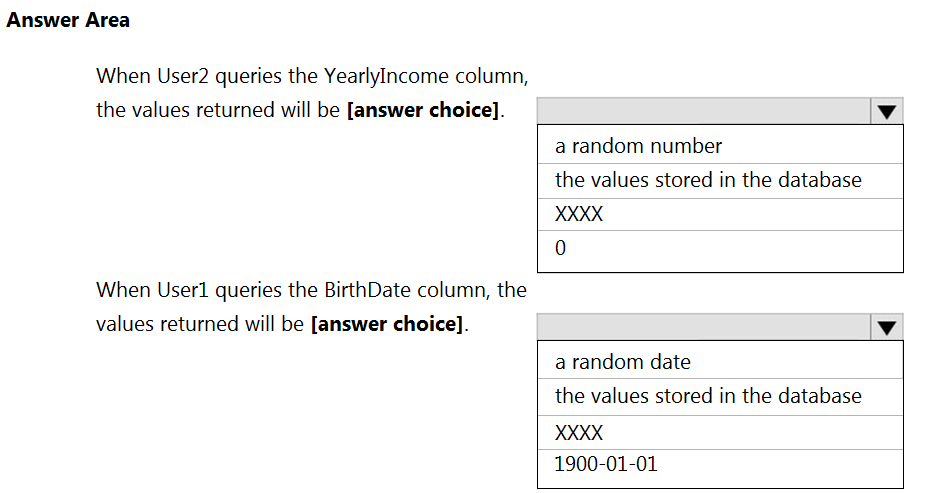 Answer Area
When User2 queries the YearlyIncome column,
the values returned will be [answer choice].
a random number
the values stored in the database
XXXX
0
When User1 queries the BirthDate column, the
values returned will be [answer choice].
a random date
the values stored in the database
XXXX
1900-01-01